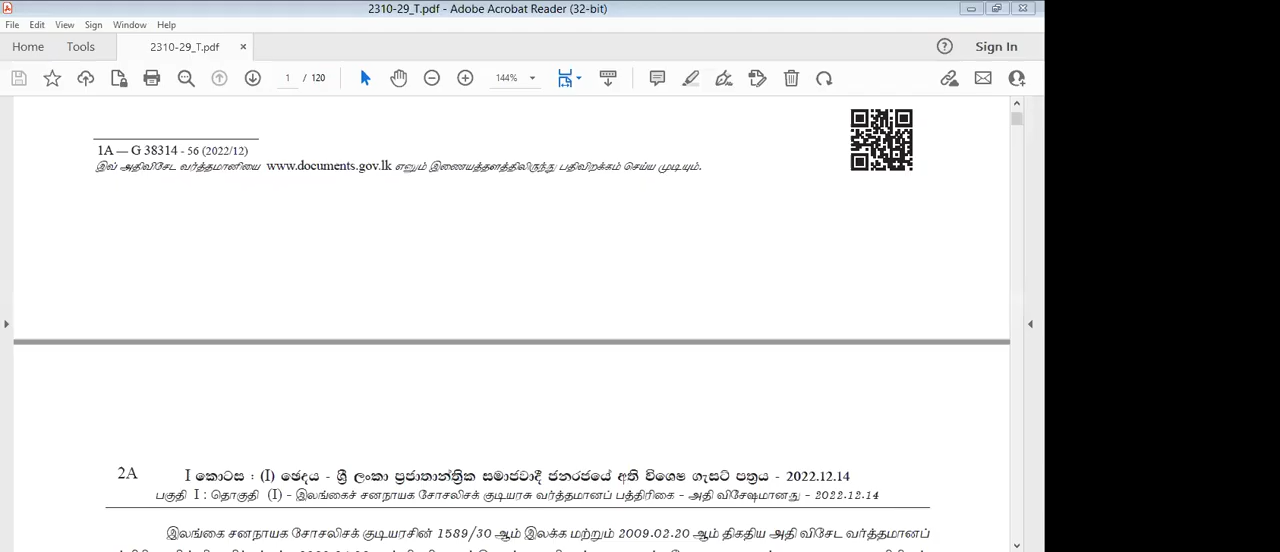 2310-29_T.pdf - Adobe Acrobat Reader (32-bit)
File Edit View Sign Window Help
Home Tools 2310-29_T.pdf × Sign In
1 / 120 144%
1A — G 38314 - 56 (2022/12)
இவ் அதிவிசேட வர்த்தமானியை www.documents.gov.lk எனும் இணையத்தளத்திலிருந்து பதிவிறக்கம் செய்ய முடியும்.
2A I කොටස : (I) ඡෙදය - ශ්‍රී ලංකා ප්‍රජාතාන්ත්‍රික සමාජවාදී ජනරජයේ අති විශෙෂ ගැසට් පත්‍රය - 2022.12.14
பகுதி I : தொகுதி (I) - இலங்கைச் சனநாயக சோசலிசக் குடியரசு வர்த்தமானப் பத்திரிகை - அதி விசேஷமானது - 2022.12.14
இலங்கை சனநாயக சோசலிசக் குடியரசின் 1589/30 ஆம் இலக்க மற்றும் 2009.02.20 ஆம் திகதிய அதி விசேட வர்த்தமானப்